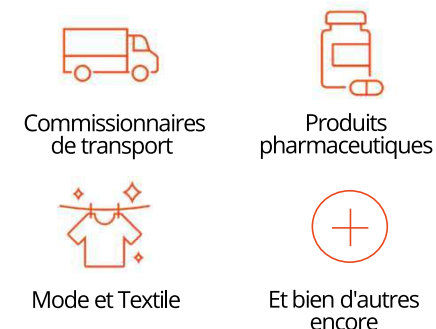 Commissionnaires
de transport
Produits
pharmaceutiques
Mode et Textile
Et bien d'autres
encore